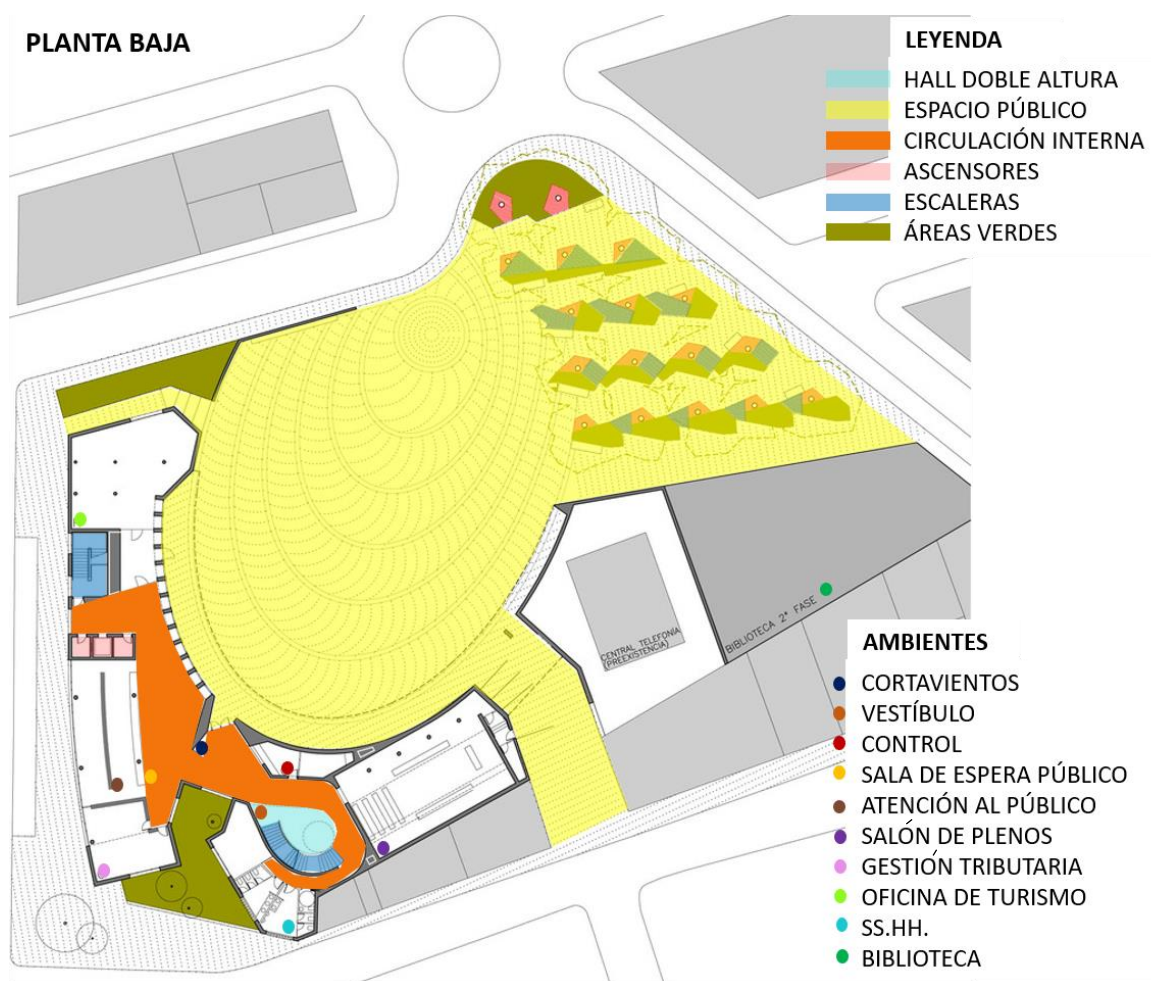 PLANTA BAJA
LEYENDA
HALL DOBLE ALTURA
ESPACIO PÚBLICO
CIRCULACIÓN INTERNA
ASCENSORES
ESCALERAS
ÁREAS VERDES
CENTRAL TELEFONÍA
(PREEXISTENCIA)
BIBLIOTECA 2ª FASE
AMBIENTES
CORTAVIENTOS
VESTÍBULO
CONTROL
SALA DE ESPERA PÚBLICO
ATENCIÓN AL PÚBLICO
SALÓN DE PLENOS
GESTIÓN TRIBUTARIA
OFICINA DE TURISMO
SS.HH.
BIBLIOTECA